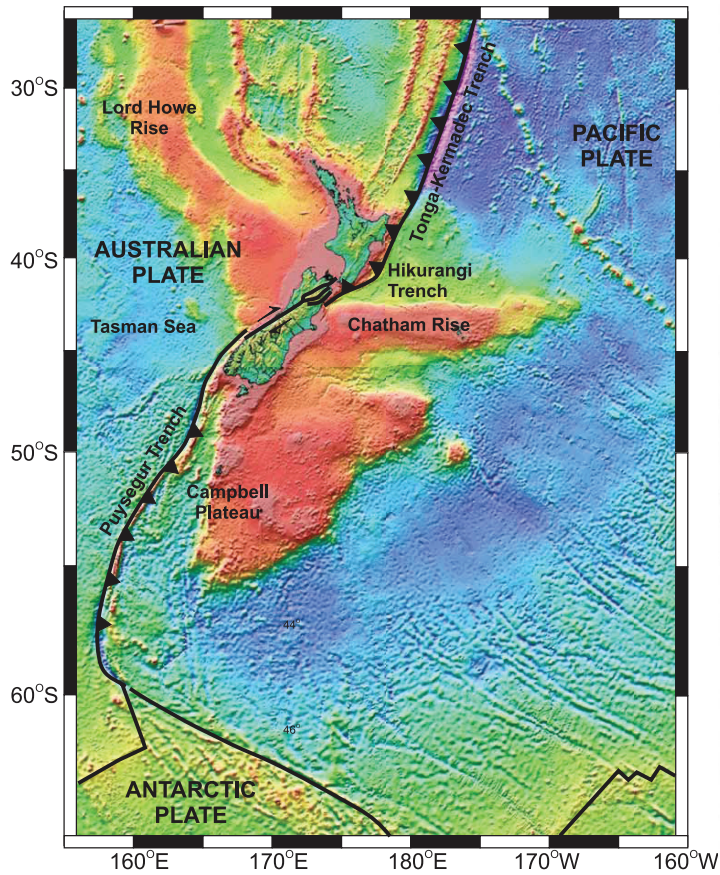 30°S
40°S
50°S
60°S
Lord Howe
Rise
Tonga-Kermadec Trench
PACIFIC
PLATE
AUSTRALIAN
PLATE
Hikurangi
Trench
Tasman Sea
Chatham Rise
Puysegur Trench
Campbell
Plateau
44°
46°
ANTARCTIC
PLATE
160°E
170°E
180°E
170°W
160°W